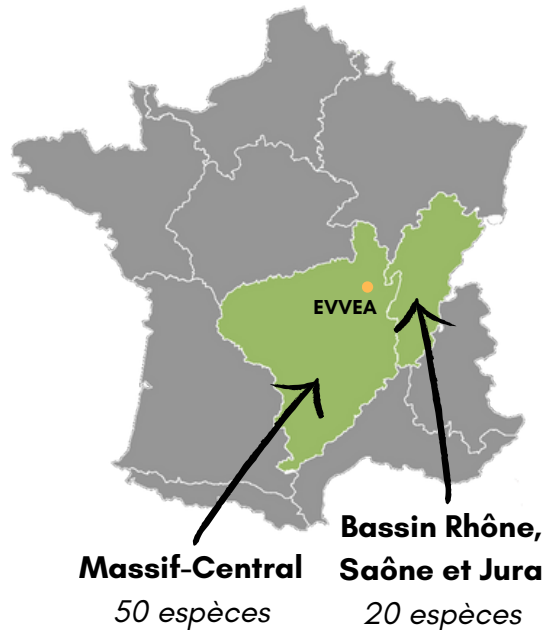 EVVEA
Massif-Central
50 espèces
Bassin Rhône,
Saône et Jura
20 espèces